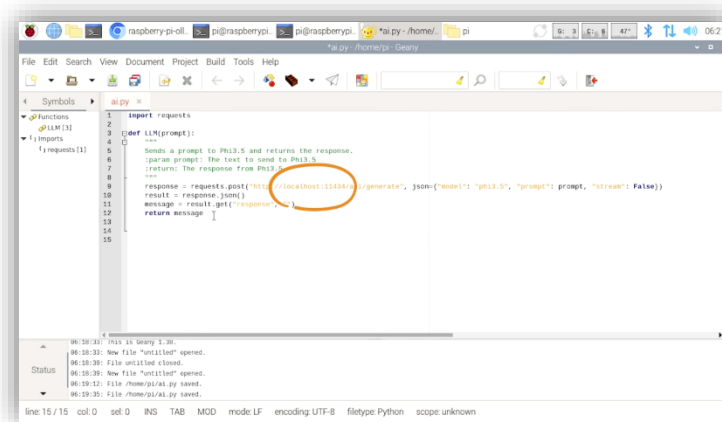 raspberry-pi-oll.. pi@raspberrypi.. pi@raspberrypi.. *ai.py - /home/.. pi 47° 06:2
*ai.py - /home/pi - Geany
File Edit Search View Document Project Build Tools Help
Symbols ai.py ×
Functions
LLM [3]
Imports
requests [1]
1 import requests
2
3 def LLM(prompt):
4 """
5 Sends a prompt to Phi3.5 and returns the response.
6 :param prompt: The text to send to Phi3.5
7 :return: The response from Phi3.5
8 """
9 response = requests.post("http://localhost:11434/api/generate", json={"model": "phi3.5", "prompt": prompt, "stream": False})
10 result = response.json()
11 message = result.get("response", "")
12 return message
13
14
15
Status
06:18:33: This is Geany 1.38.
06:18:33: New file "untitled" opened.
06:18:39: File untitled closed.
06:18:39: New file "untitled" opened.
06:19:12: File /home/pi/ai.py saved.
06:19:35: File /home/pi/ai.py saved.
line: 15 / 15 col: 0 sel: 0 INS TAB MOD mode: LF encoding: UTF-8 filetype: Python scope: unknown